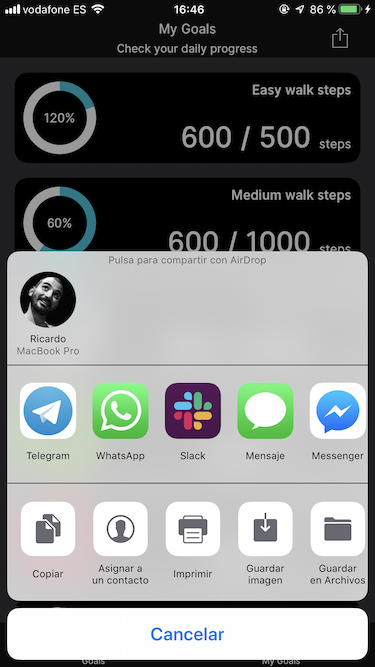 vodafone ES 16:46 86 %
My Goals
Check your daily progress
Easy walk steps
120%
600 / 500 steps
Medium walk steps
60%
600 / 1000 steps
Pulsa para compartir con AirDrop
Ricardo
MacBook Pro
Telegram WhatsApp Slack Mensaje Messenger
Copiar Asignar a un contacto Imprimir Guardar imagen Guardar en Archivos
Cancelar
Goals My Goals